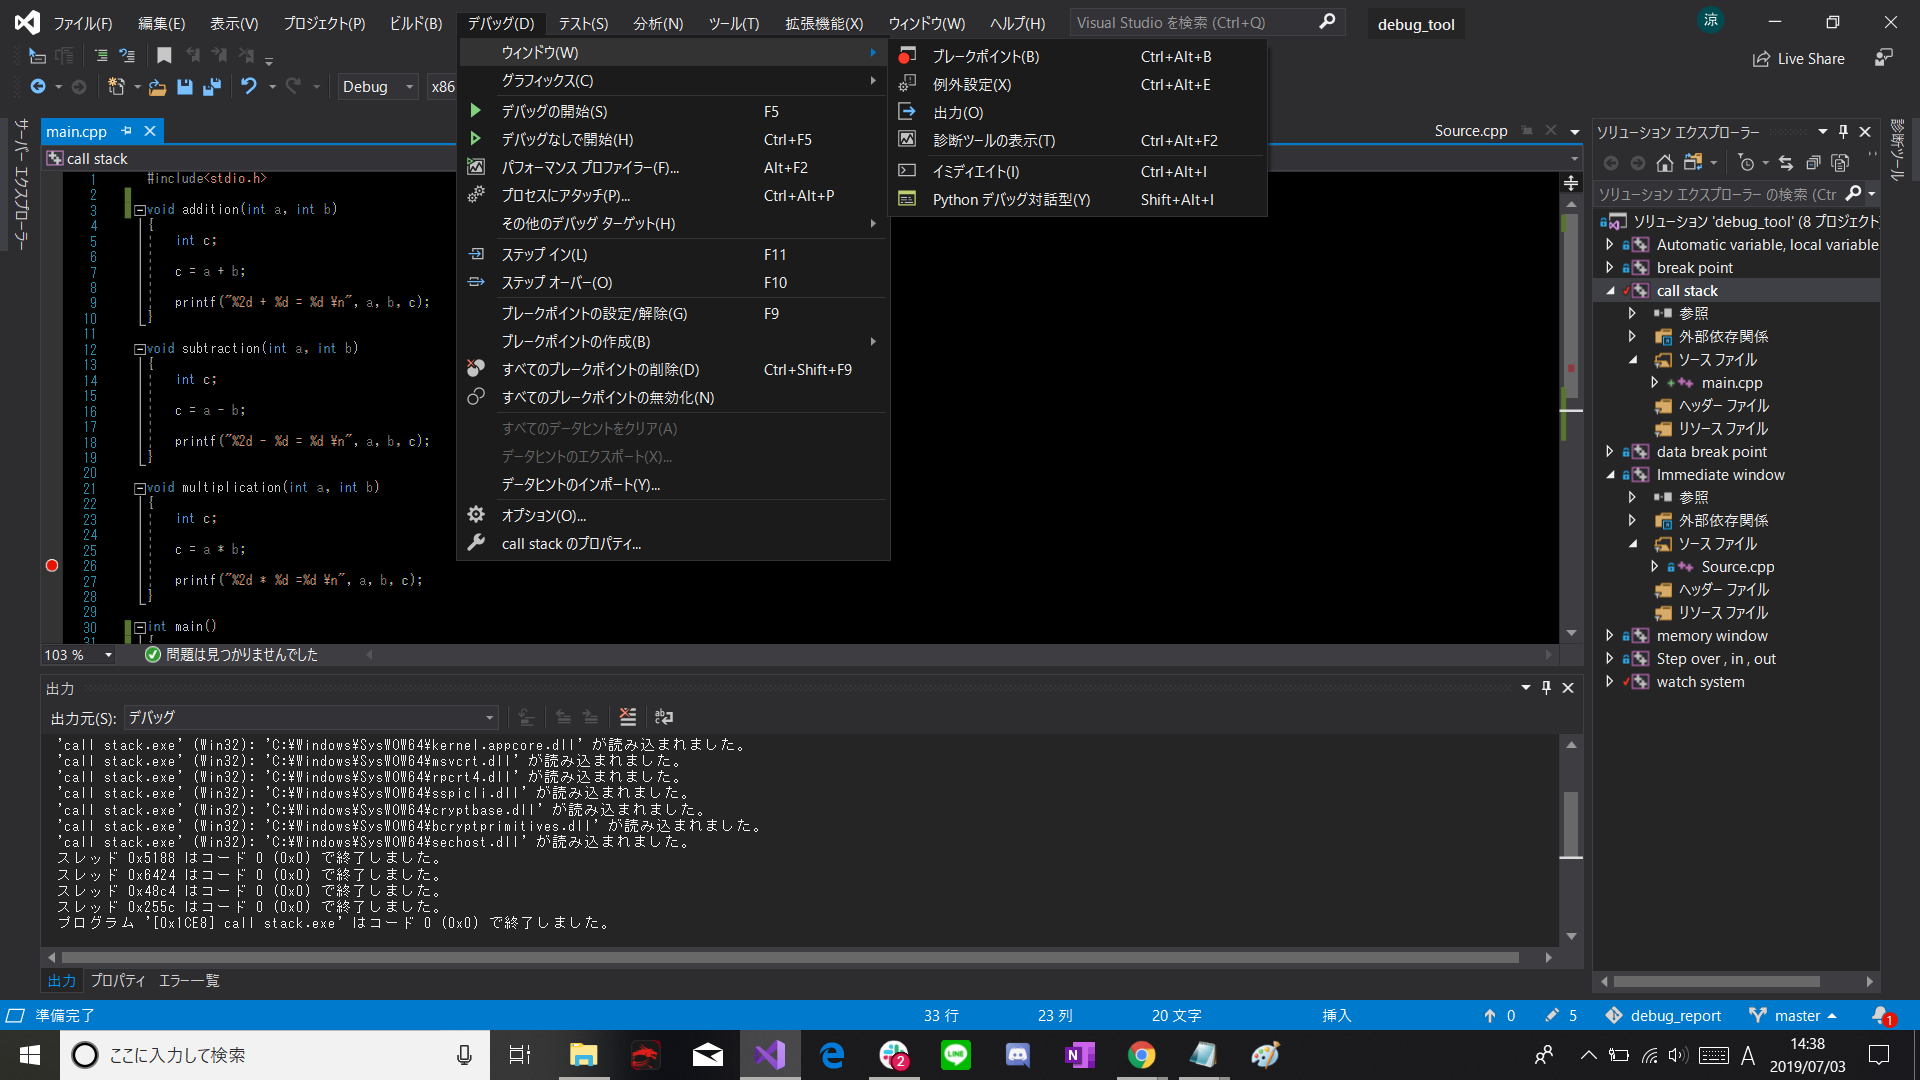 ファイル(F) 編集(E) 表示(V) プロジェクト(P) ビルド(B) デバッグ(D) テスト(S) 分析(N) ツール(T) 拡張機能(X) ウィンドウ(W) ヘルプ(H) Visual Studio を検索 (Ctrl+Q) debug_tool 涼
Live Share
Debug x86
サーバー エクスプローラー
main.cpp
Source.cpp
call stack
ウィンドウ(W)
グラフィックス(C)
デバッグの開始(S) F5
デバッグなしで開始(H) Ctrl+F5
パフォーマンス プロファイラー(F)... Alt+F2
プロセスにアタッチ(P)... Ctrl+Alt+P
その他のデバッグ ターゲット(H)
ステップ イン(L) F11
ステップ オーバー(O) F10
ブレークポイントの設定/解除(G) F9
ブレークポイントの作成(B)
すべてのブレークポイントの削除(D) Ctrl+Shift+F9
すべてのブレークポイントの無効化(N)
すべてのデータヒントをクリア(A)
データヒントのエクスポート(X)...
データヒントのインポート(Y)...
オプション(O)...
call stack のプロパティ...
ブレークポイント(B) Ctrl+Alt+B
例外設定(X) Ctrl+Alt+E
出力(O)
診断ツールの表示(T) Ctrl+Alt+F2
イミディエイト(I) Ctrl+Alt+I
Python デバッグ対話型(Y) Shift+Alt+I
1 #include<stdio.h>
2
3 void addition(int a, int b)
4 {
5 int c;
6
7 c = a + b;
8
9 printf("%2d + %d = %d ¥n", a, b, c);
10 }
11
12 void subtraction(int a, int b)
13 {
14 int c;
15
16 c = a - b;
17
18 printf("%2d - %d = %d ¥n", a, b, c);
19 }
20
21 void multiplication(int a, int b)
22 {
23 int c;
24
25 c = a * b;
26
27 printf("%2d * %d =%d ¥n", a, b, c);
28 }
29
30 int main()
31 {
103 % 問題は見つかりませんでした
出力
出力元(S): デバッグ
'call stack.exe' (Win32): 'C:¥Windows¥SysWOW64¥kernel.appcore.dll' が読み込まれました。
'call stack.exe' (Win32): 'C:¥Windows¥SysWOW64¥msvcrt.dll' が読み込まれました。
'call stack.exe' (Win32): 'C:¥Windows¥SysWOW64¥rpcrt4.dll' が読み込まれました。
'call stack.exe' (Win32): 'C:¥Windows¥SysWOW64¥sspicli.dll' が読み込まれました。
'call stack.exe' (Win32): 'C:¥Windows¥SysWOW64¥cryptbase.dll' が読み込まれました。
'call stack.exe' (Win32): 'C:¥Windows¥SysWOW64¥bcryptprimitives.dll' が読み込まれました。
'call stack.exe' (Win32): 'C:¥Windows¥SysWOW64¥sechost.dll' が読み込まれました。
スレッド 0x5188 はコード 0 (0x0) で終了しました。
スレッド 0x6424 はコード 0 (0x0) で終了しました。
スレッド 0x48c4 はコード 0 (0x0) で終了しました。
スレッド 0x255c はコード 0 (0x0) で終了しました。
プログラム '[0x1CE8] call stack.exe' はコード 0 (0x0) で終了しました。
出力 プロパティ エラー一覧
ソリューション エクスプローラー
ソリューション エクスプローラー の検索 (Ctr
ソリューション 'debug_tool' (8 プロジェクト
Automatic variable, local variable
break point
call stack
参照
外部依存関係
ソース ファイル
main.cpp
ヘッダー ファイル
リソース ファイル
data break point
Immediate window
参照
外部依存関係
ソース ファイル
Source.cpp
ヘッダー ファイル
リソース ファイル
memory window
Step over , in , out
watch system
診断ツール
準備完了 33 行 23 列 20 文字 挿入 0 5 debug_report master 1
ここに入力して検索 2 LINE A 14:38
2019/07/03